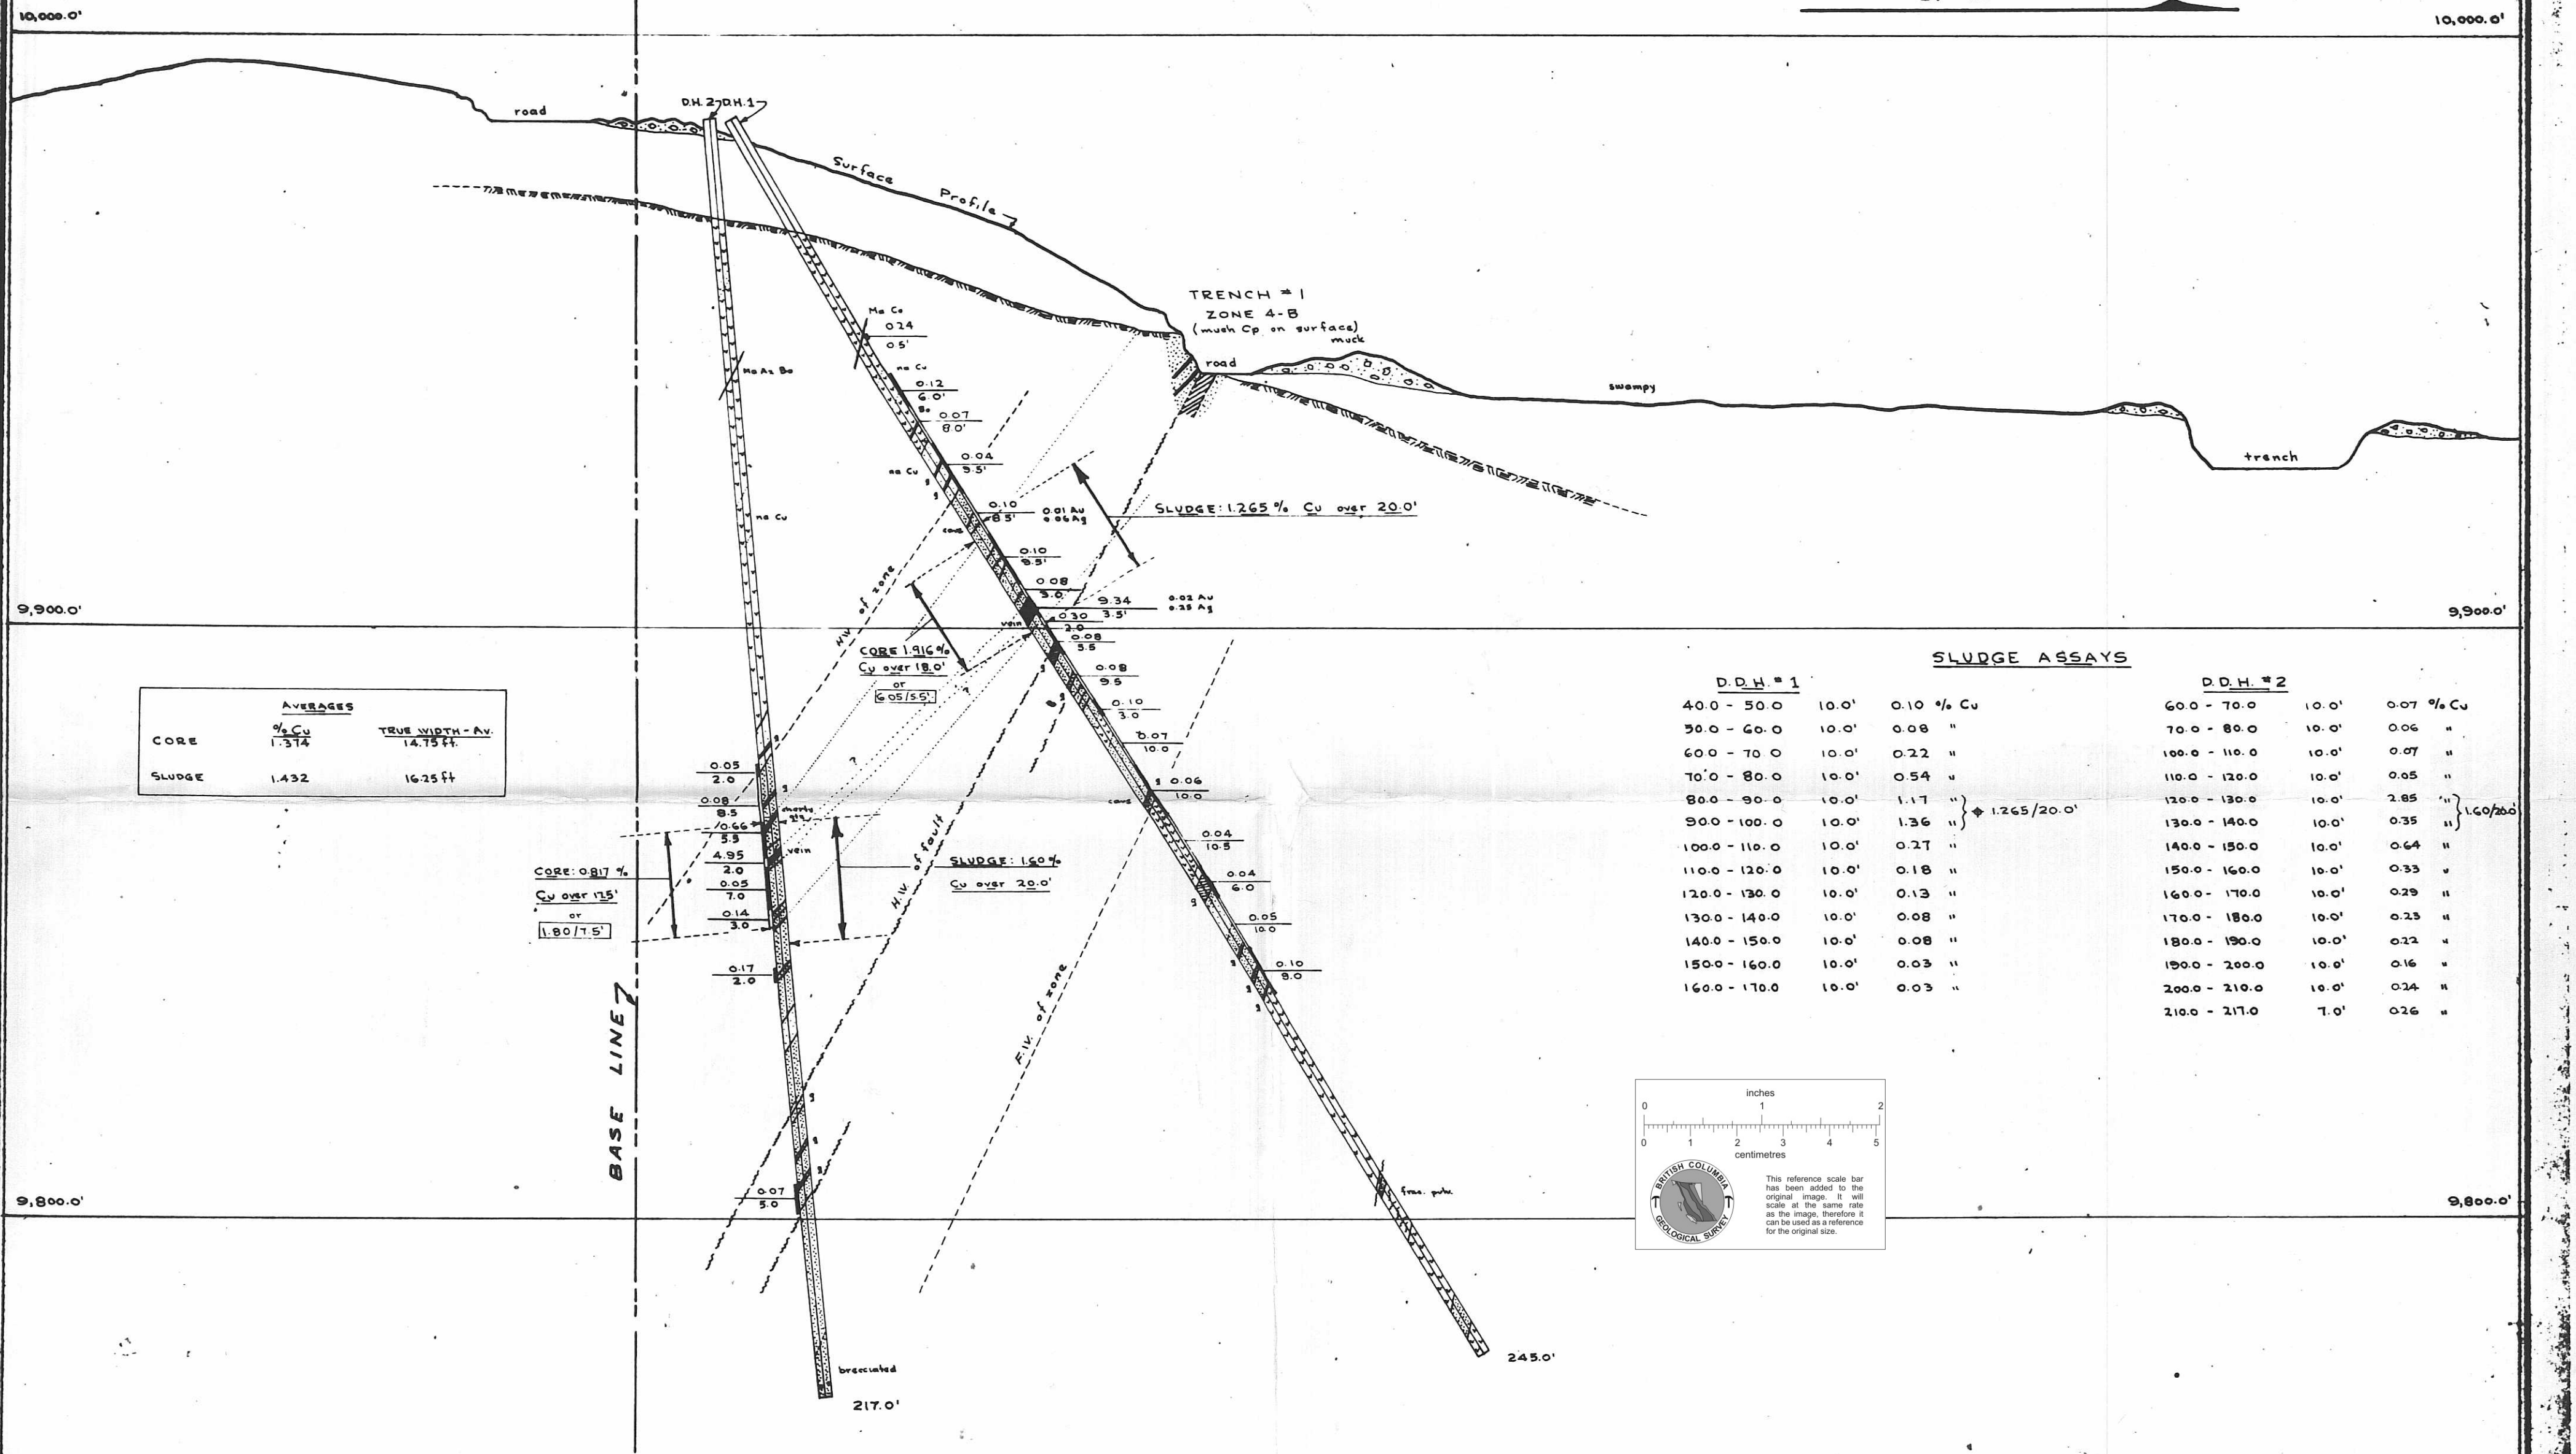 10,000.0'
10,000.0'
D.H. 2 D.H. 1
road
Surface
Profile
TRENCH # 1
ZONE 4-B
(much Cp on surface)
muck
road
swampy
trench
0.24
0.5'
Ma Az Bo
na Cu
0.12
6.0'
Bo
0.07
8.0'
0.04
9.5'
na Cu
na Cu
0.10
8.5'
0.01 Au
0.06 Ag
SLUDGE: 1.265 % Cu over 20.0'
cave
0.10
9.5'
H.W. of zone
0.08
9.0
9.34
3.5'
0.02 Au
0.25 Ag
9,900.0'
9,900.0'
vein
0.30
2.0
0.08
5.5
CORE 1.916 %
Cu over 18.0'
or
6.05/5.5'
0.08
9.5
0.10
3.0
0.07
10.0
0.06
10.0
cave
AVERAGES
% Cu TRUE WIDTH - Av.
CORE 1.374 14.75 ft.
SLUDGE 1.432 16.25 ft
0.05
2.0
0.08
8.5
0.66
5.5
4.95
2.0
vein
0.05
7.0
0.14
3.0
0.17
2.0
CORE: 0.817 %
Cu over 17.5'
or
1.80/7.5'
SLUDGE: 1.60 %
Cu over 20.0'
H.W. of fault
F.W. of zone
0.04
10.5
0.04
6.0
0.05
10.0
0.10
9.0
BASE LINE
SLUDGE ASSAYS
D.D.H. # 1
40.0 - 50.0 10.0' 0.10 % Cu
50.0 - 60.0 10.0' 0.08 "
60.0 - 70.0 10.0' 0.22 "
70.0 - 80.0 10.0' 0.54 "
80.0 - 90.0 10.0' 1.17 "
90.0 - 100.0 10.0' 1.36 "
1.265/20.0'
100.0 - 110.0 10.0' 0.27 "
110.0 - 120.0 10.0' 0.18 "
120.0 - 130.0 10.0' 0.13 "
130.0 - 140.0 10.0' 0.08 "
140.0 - 150.0 10.0' 0.08 "
150.0 - 160.0 10.0' 0.03 "
160.0 - 170.0 10.0' 0.03 "
D.D.H. # 2
60.0 - 70.0 10.0' 0.07 % Cu
70.0 - 80.0 10.0' 0.06 "
100.0 - 110.0 10.0' 0.07 "
110.0 - 120.0 10.0' 0.05 "
120.0 - 130.0 10.0' 2.85 "
130.0 - 140.0 10.0' 0.35 "
1.60/20.0'
140.0 - 150.0 10.0' 0.64 "
150.0 - 160.0 10.0' 0.33 "
160.0 - 170.0 10.0' 0.29 "
170.0 - 180.0 10.0' 0.23 "
180.0 - 190.0 10.0' 0.22 "
190.0 - 200.0 10.0' 0.16 "
200.0 - 210.0 10.0' 0.24 "
210.0 - 217.0 7.0' 0.26 "
inches
0 1 2
0 1 2 3 4 5
centimetres
BRITISH COLUMBIA
GEOLOGICAL SURVEY
This reference scale bar
has been added to the
original image. It will
scale at the same rate
as the image, therefore it
can be used as a reference
for the original size.
0.07
5.0
9,800.0'
9,800.0'
245.0'
brecciated
217.0'